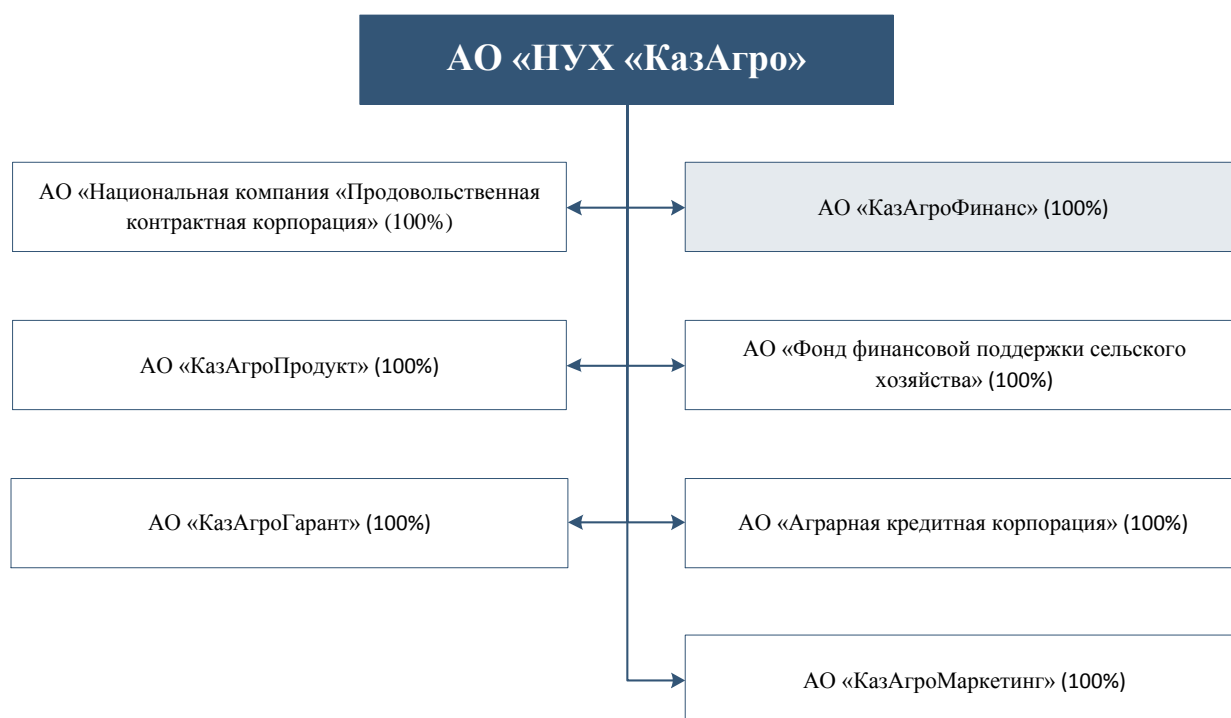 АО «НУХ «КазАгро»
АО «Национальная компания «Продовольственная
контрактная корпорация» (100%)
АО «КазАгроФинанс» (100%)
АО «КазАгроПродукт» (100%)
АО «Фонд финансовой поддержки сельского
хозяйства» (100%)
АО «КазАгроГарант» (100%)
АО «Аграрная кредитная корпорация» (100%)
АО «КазАгроМаркетинг» (100%)